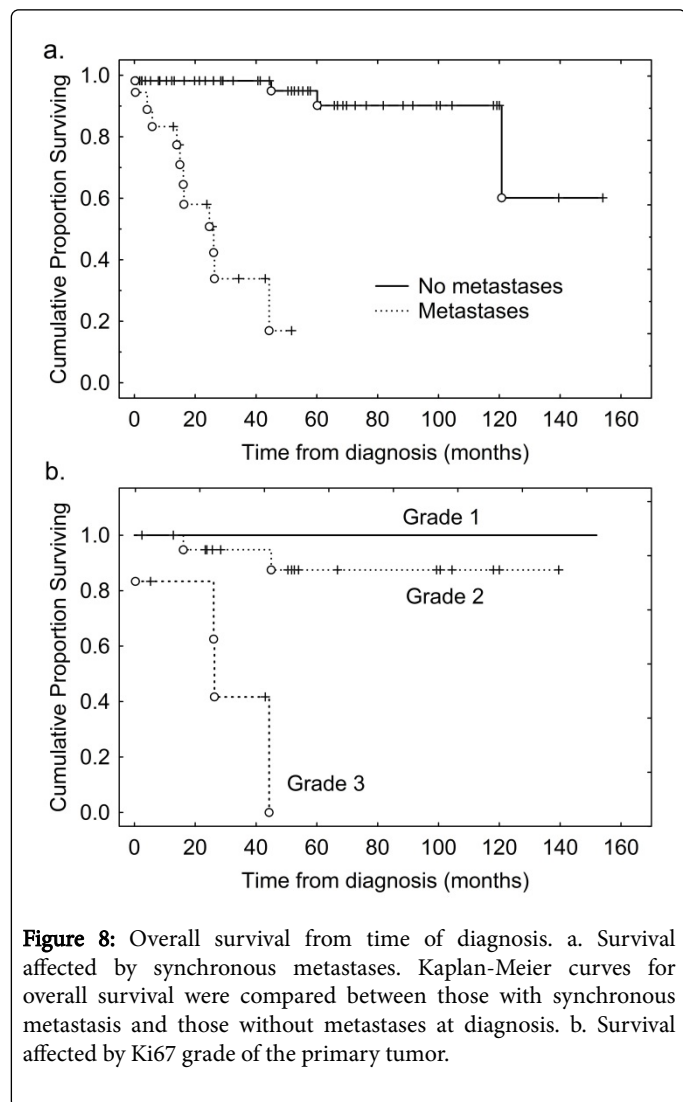 a.
1.0
0.8
0.6
0.4
0.2
0.0
Cumulative Proportion Surviving
No metastases
Metastases
0 20 40 60 80 100 120 140 160
Time from diagnosis (months)
b.
1.0
0.8
0.6
0.4
0.2
0.0
Cumulative Proportion Surviving
Grade 1
Grade 2
Grade 3
0 20 40 60 80 100 120 140 160
Time from diagnosis (months)
Figure 8: Overall survival from time of diagnosis. a. Survival
affected by synchronous metastases. Kaplan-Meier curves for
overall survival were compared between those with synchronous
metastasis and those without metastases at diagnosis. b. Survival
affected by Ki67 grade of the primary tumor.